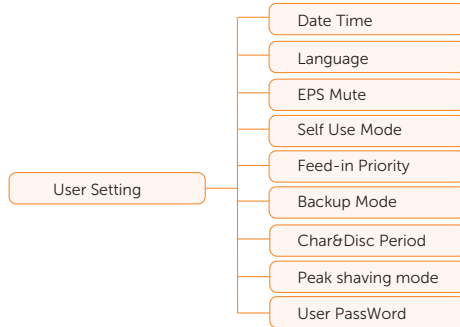 Date Time
Language
EPS Mute
Self Use Mode
Feed-in Priority
User Setting
Backup Mode
Char&Disc Period
Peak shaving mode
User PassWord